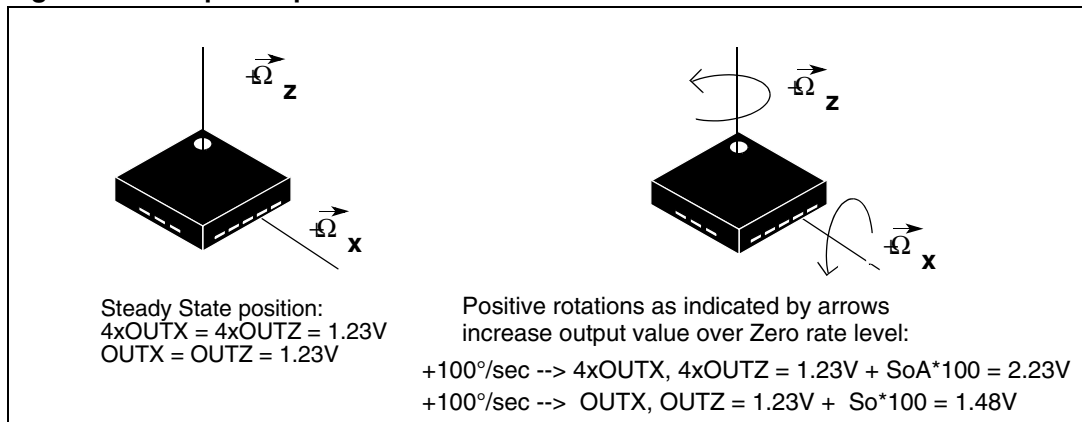 +Ω z
+Ω x
Steady State position:
4xOUTX = 4xOUTZ = 1.23V
OUTX = OUTZ = 1.23V
+Ω z
+Ω x
Positive rotations as indicated by arrows
increase output value over Zero rate level:
+100°/sec --> 4xOUTX, 4xOUTZ = 1.23V + SoA*100 = 2.23V
+100°/sec --> OUTX, OUTZ = 1.23V + So*100 = 1.48V